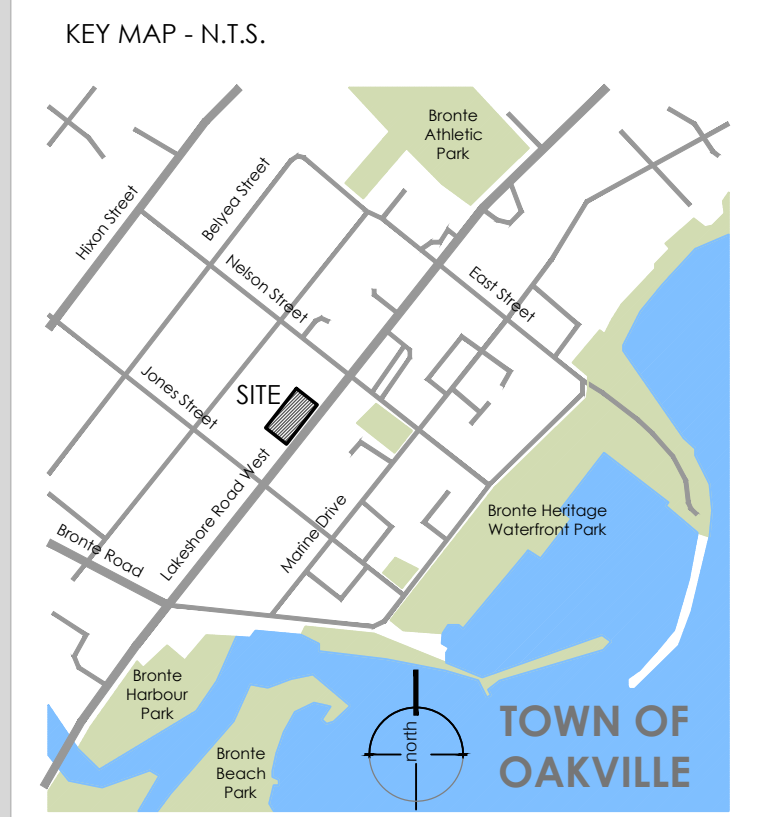 KEY MAP - N.T.S.
Bronte
Athletic
Park
Hixon Street
Belyea Street
Nelson Street
East Street
Jones Street
SITE
Lakeshore Road West
Marine Drive
Bronte Road
Bronte Heritage
Waterfront Park
Bronte
Harbour
Park
Bronte
Beach
Park
north
TOWN OF
OAKVILLE